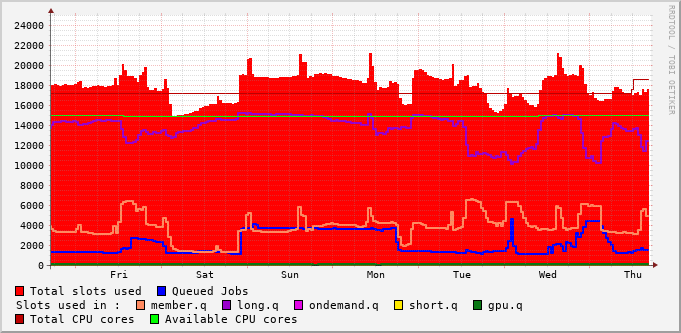 RRDTOOL / TOBI OETIKER
24000
22000
20000
18000
16000
14000
12000
10000
8000
6000
4000
2000
0
Fri Sat Sun Mon Tue Wed Thu
Total slots used Queued Jobs
Slots used in : member.q long.q ondemand.q short.q gpu.q
Total CPU cores Available CPU cores